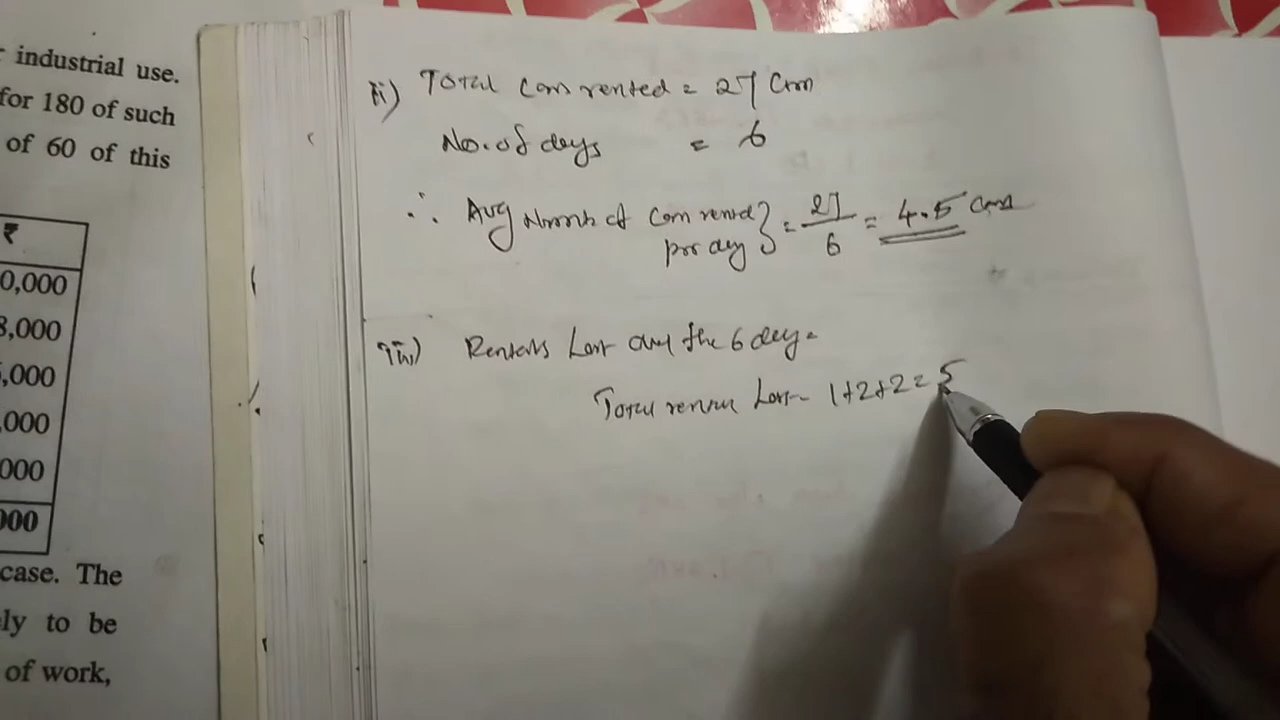 industrial use.
for 180 of such
of 60 of this
₹
0,000
8,000
,000
,000
000
000
case. The
ly to be
of work,
ii) Total cars rented = 27 Cars
No. of days = 6
∴ Avg Number of cars rented } = 27/6 = 4.5 Cars
per day
iii) Rentals Lost over the 6 days
Total rental Lost = 1+2+2 = 5